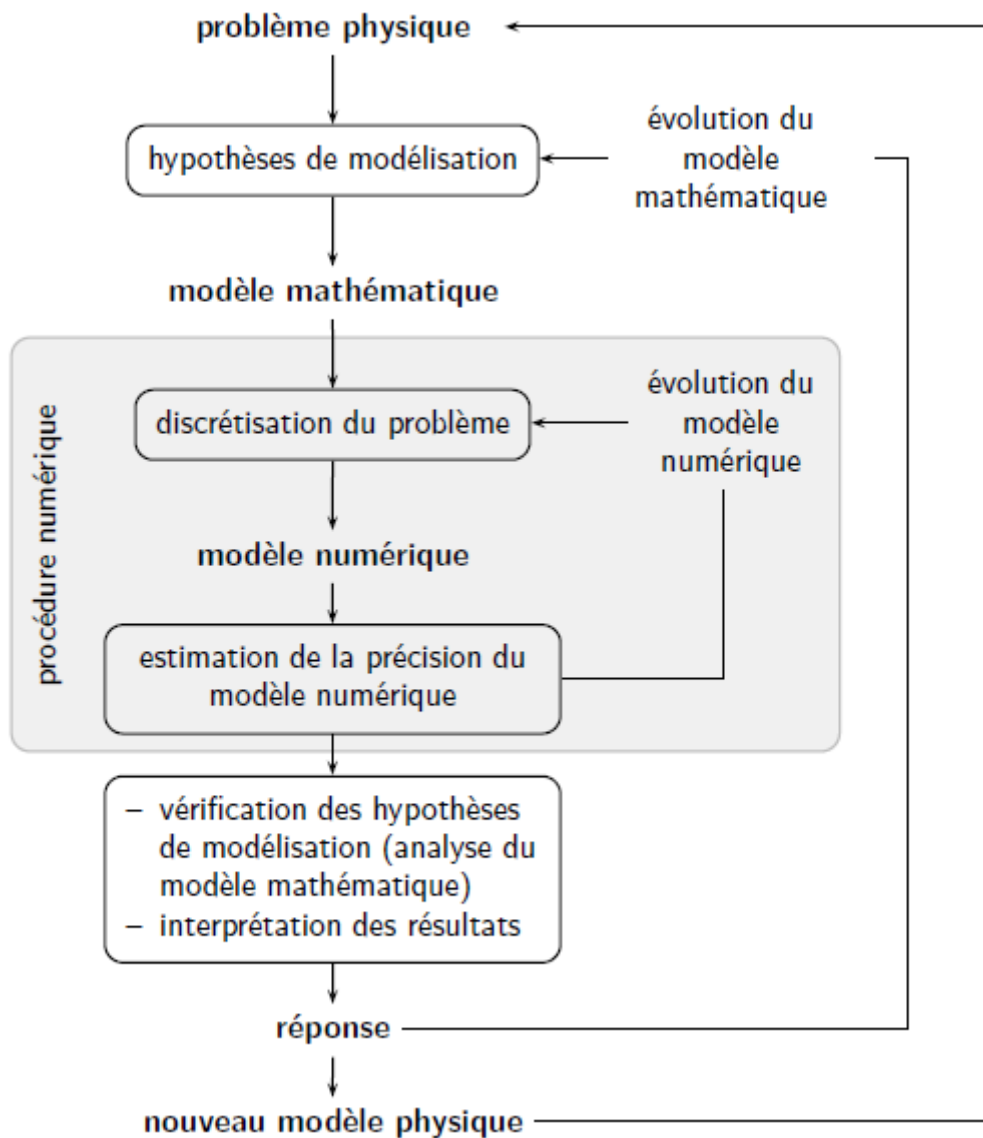 problème physique
hypothèses de modélisation
évolution du
modèle
mathématique
modèle mathématique
procédure numérique
discrétisation du problème
évolution du
modèle
numérique
modèle numérique
estimation de la précision du
modèle numérique
– vérification des hypothèses
de modélisation (analyse du
modèle mathématique)
– interprétation des résultats
réponse
nouveau modèle physique